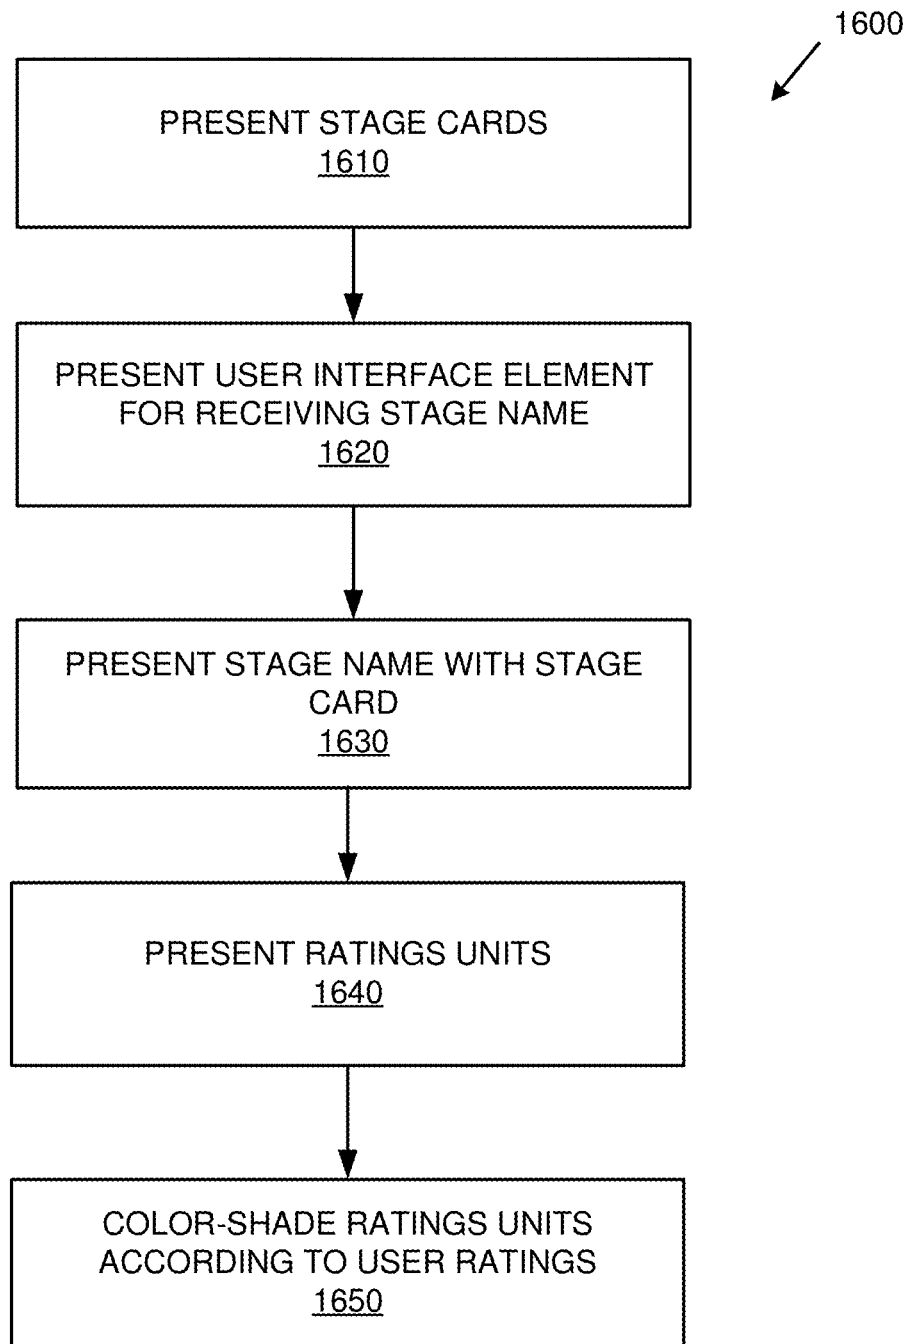 1600
PRESENT STAGE CARDS
1610
PRESENT USER INTERFACE ELEMENT
FOR RECEIVING STAGE NAME
1620
PRESENT STAGE NAME WITH STAGE
CARD
1630
PRESENT RATINGS UNITS
1640
COLOR-SHADE RATINGS UNITS
ACCORDING TO USER RATINGS
1650